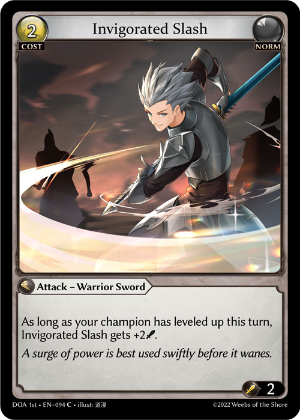 2
COST
Invigorated Slash
NORM
Attack – Warrior Sword
As long as your champion has leveled up this turn,
Invigorated Slash gets +2.
A surge of power is best used swiftly before it wanes.
2
DOA 1st • EN-094 C • illust: 道漫
©2022 Weebs of the Shore